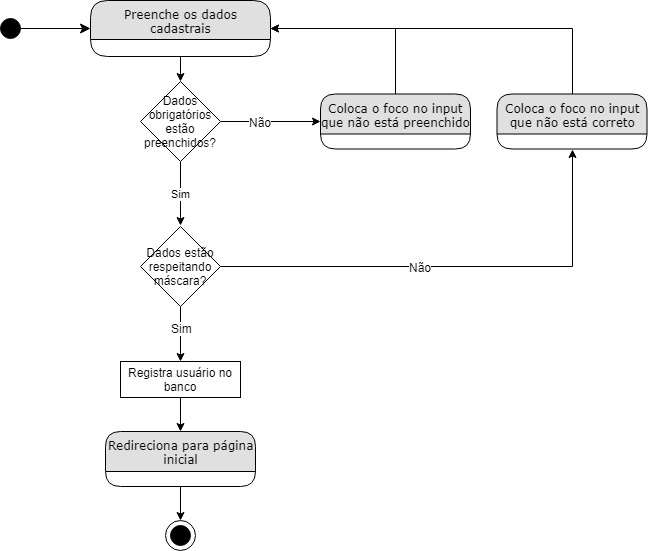 Preenche os dados
cadastrais
Dados
obrigatórios
estão
preenchidos?
Não
Coloca o foco no input
que não está preenchido
Coloca o foco no input
que não está correto
Sim
Dados estão
respeitando
máscara?
Não
Sim
Registra usuário no
banco
Redireciona para página
inicial